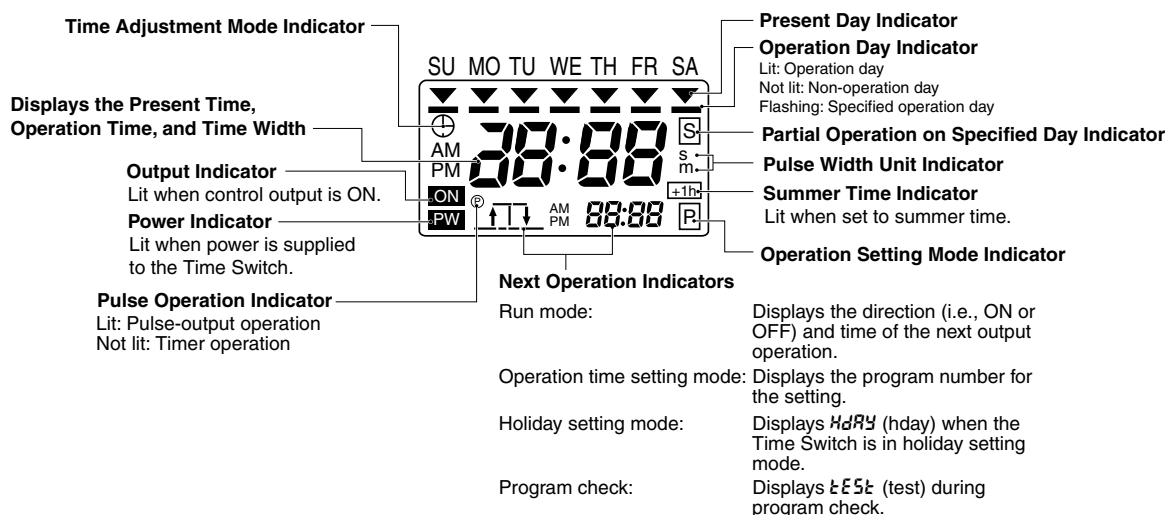 Time Adjustment Mode Indicator
Present Day Indicator
Operation Day Indicator
Lit: Operation day
Not lit: Non-operation day
Flashing: Specified operation day
SU MO TU WE TH FR SA
Displays the Present Time,
Operation Time, and Time Width
AM
PM
28:88
S
Partial Operation on Specified Day Indicator
s
m
Pulse Width Unit Indicator
Output Indicator
Lit when control output is ON.
ON
P
+1h
Summer Time Indicator
Lit when set to summer time.
Power Indicator
Lit when power is supplied
to the Time Switch.
PW
AM
PM
88:88
P
Operation Setting Mode Indicator
Pulse Operation Indicator
Lit: Pulse-output operation
Not lit: Timer operation
Next Operation Indicators
Run mode: Displays the direction (i.e., ON or
OFF) and time of the next output
operation.
Operation time setting mode: Displays the program number for
the setting.
Holiday setting mode: Displays HdAY (hday) when the
Time Switch is in holiday setting
mode.
Program check: Displays tESt (test) during
program check.